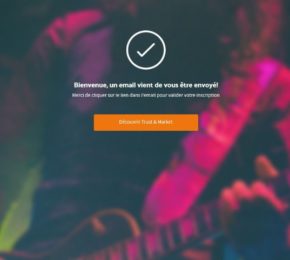 Bienvenue, un email vient de vous être envoyé!
Merci de cliquer sur le lien dans l'email pour valider votre inscription
Découvrir Trust & Market